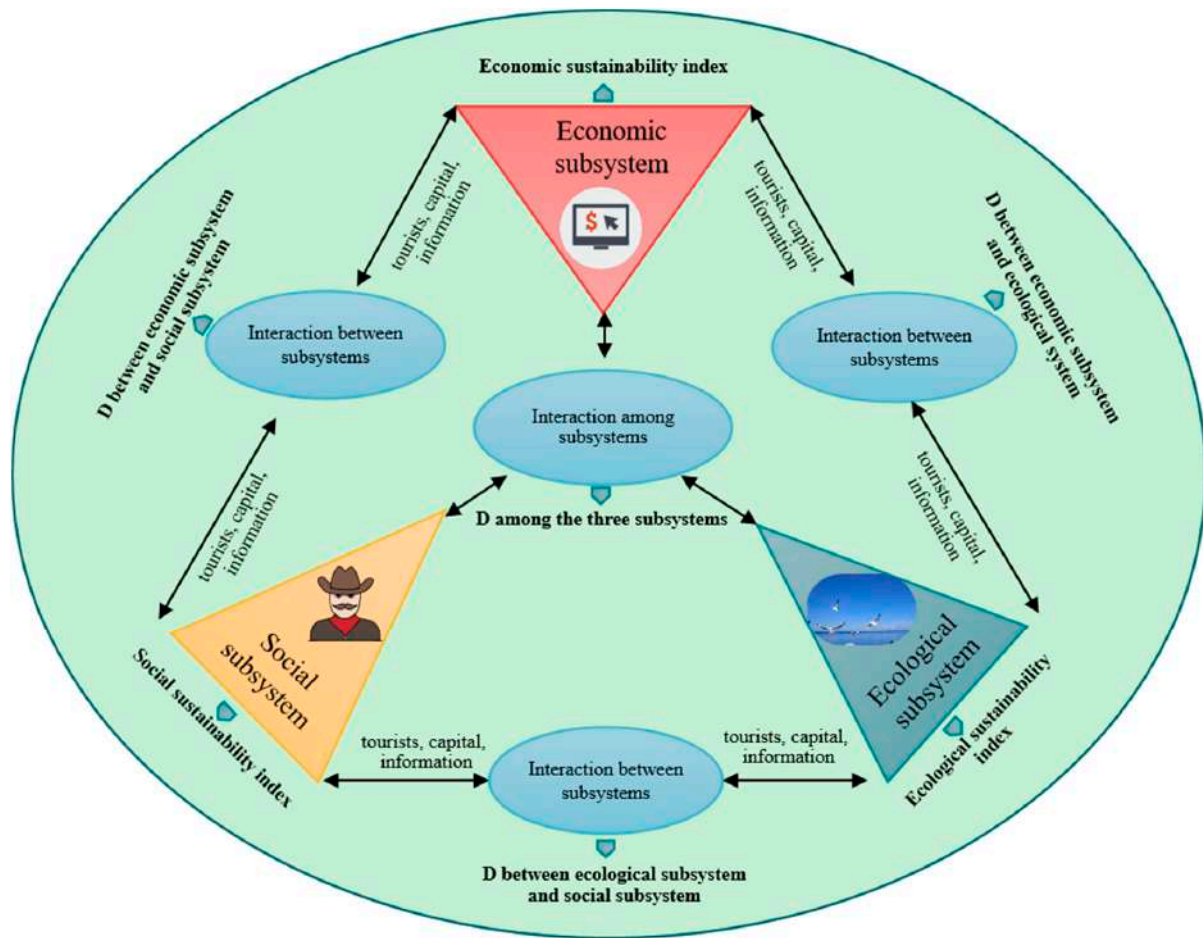 Economic sustainability index
Economic
subsystem
$
tourists, capital,
information
tourists, capital,
information
D between economic subsystem
and social subsystem
D between economic subsystem
and ecological system
Interaction between
subsystems
Interaction between
subsystems
Interaction among
subsystems
D among the three subsystems
tourists, capital,
information
tourists, capital,
information
Social
subsystem
Social sustainability index
Ecological
subsystem
Ecological sustainability
index
tourists, capital,
information
Interaction between
subsystems
tourists, capital,
information
D between ecological subsystem
and social subsystem